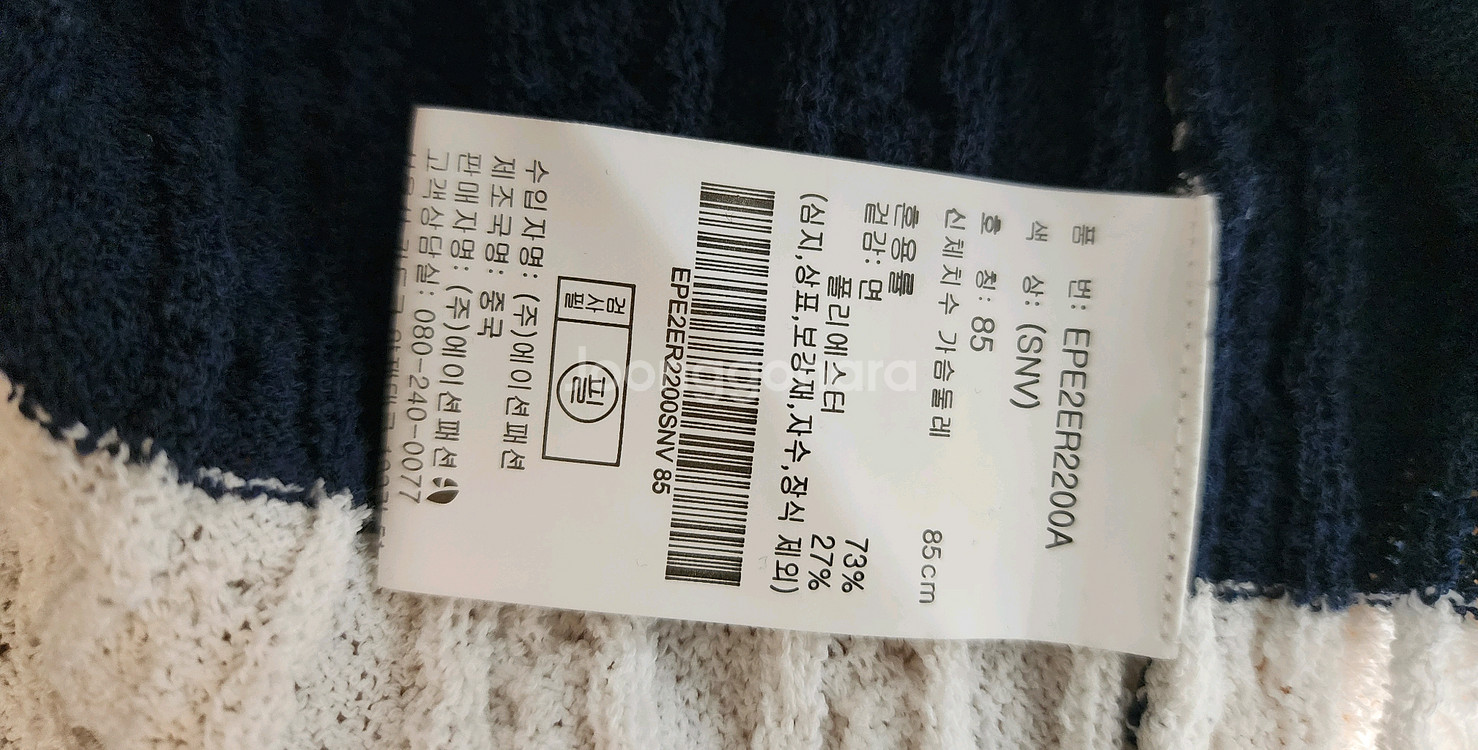 품 번: EPE2ER2200A
색 상: (SNV)
호 칭: 85
신체치수 가슴둘레 85cm
혼용률
겉감: 면 73%
폴리에스터 27%
(심지,상표,보강재,자수,장식 제외)
EPE2ER2200SNV 85
검사필
필
수입자명: (주)에이션패션
제조국명: 중국
판매자명: (주)에이션패션
고객상담실: 080-240-0077
Joonggonara